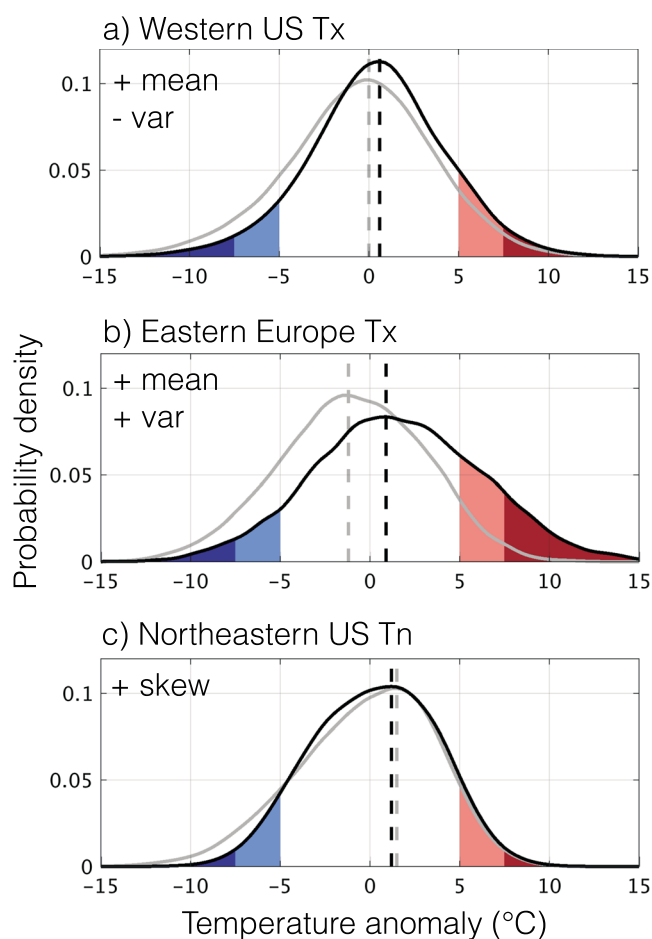 a) Western US Tx
+ mean
- var
0.1
0.05
0
−15 −10 −5 0 5 10 15
b) Eastern Europe Tx
+ mean
+ var
0.1
0.05
0
−15 −10 −5 0 5 10 15
Probability density
c) Northeastern US Tn
+ skew
0.1
0.05
0
−15 −10 −5 0 5 10 15
Temperature anomaly (°C)